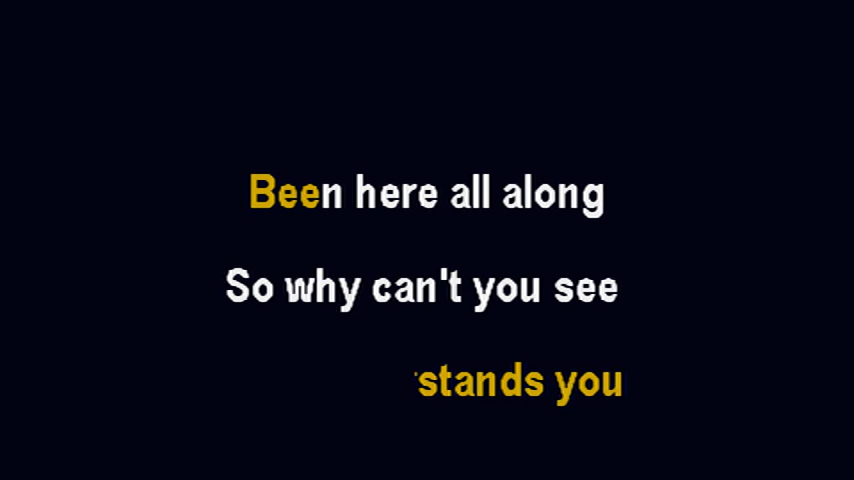 Been here all along
So why can't you see
stands you